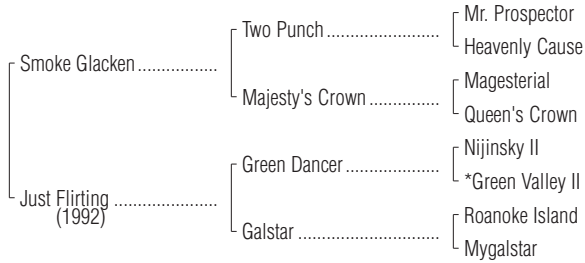 Mr. Prospector
Two Punch
Heavenly Cause
Smoke Glacken
Magesterial
Majesty's Crown
Queen's Crown
Nijinsky II
Green Dancer
*Green Valley II
Just Flirting
(1992)
Roanoke Island
Galstar
Mygalstar